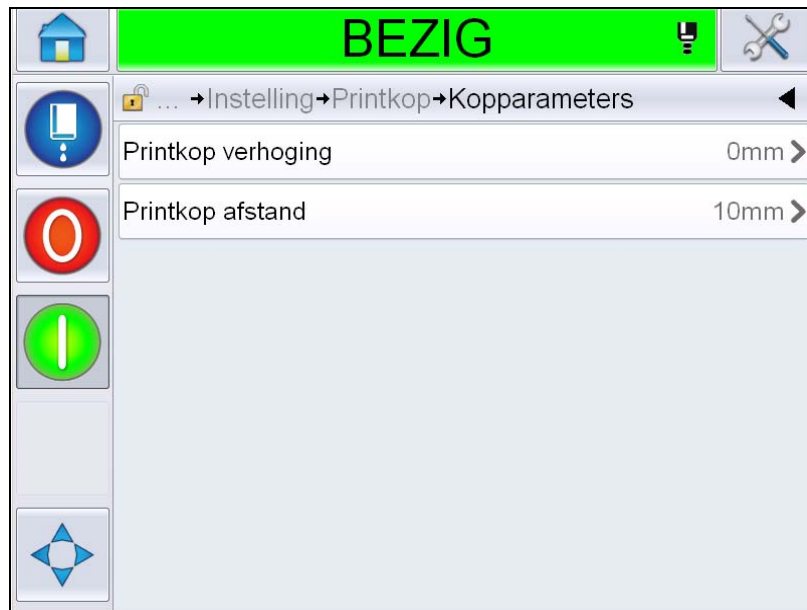 BEZIG
... →Instelling→Printkop→Kopparameters
Printkop verhoging 0mm
Printkop afstand 10mm